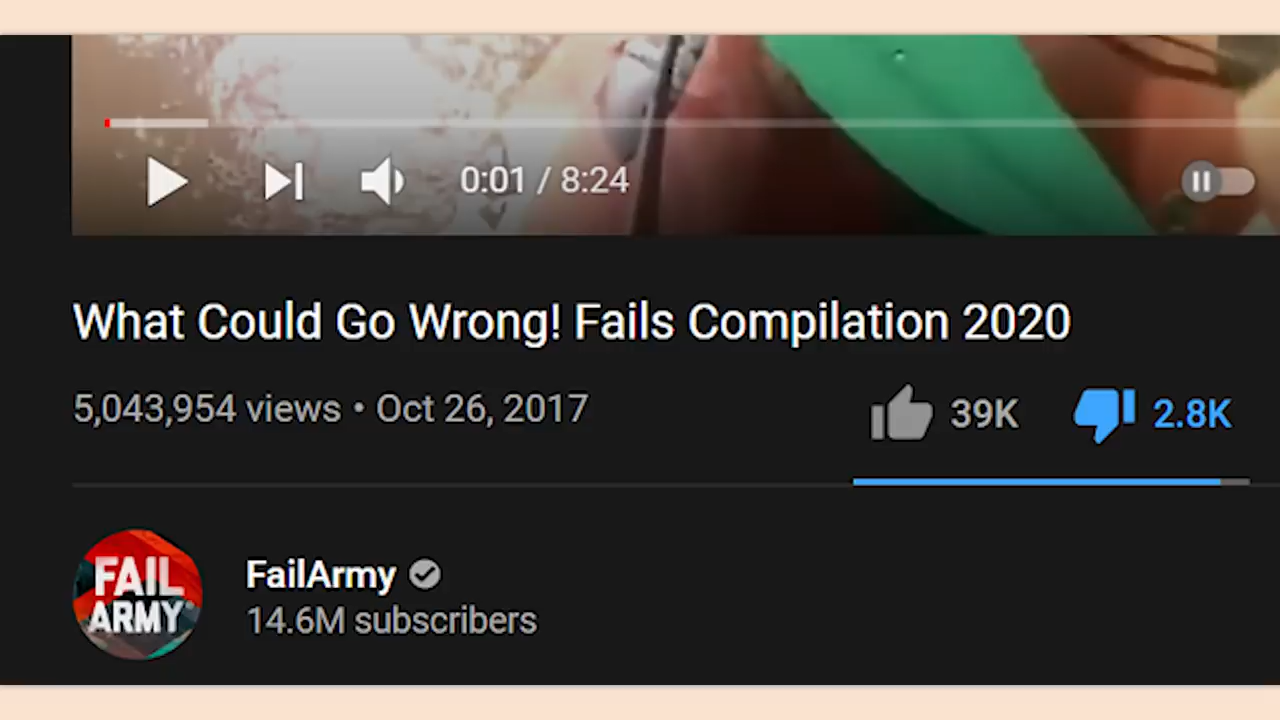 0:01 / 8:24
What Could Go Wrong! Fails Compilation 2020
5,043,954 views • Oct 26, 2017
39K
2.8K
FAIL
ARMY
FailArmy
14.6M subscribers